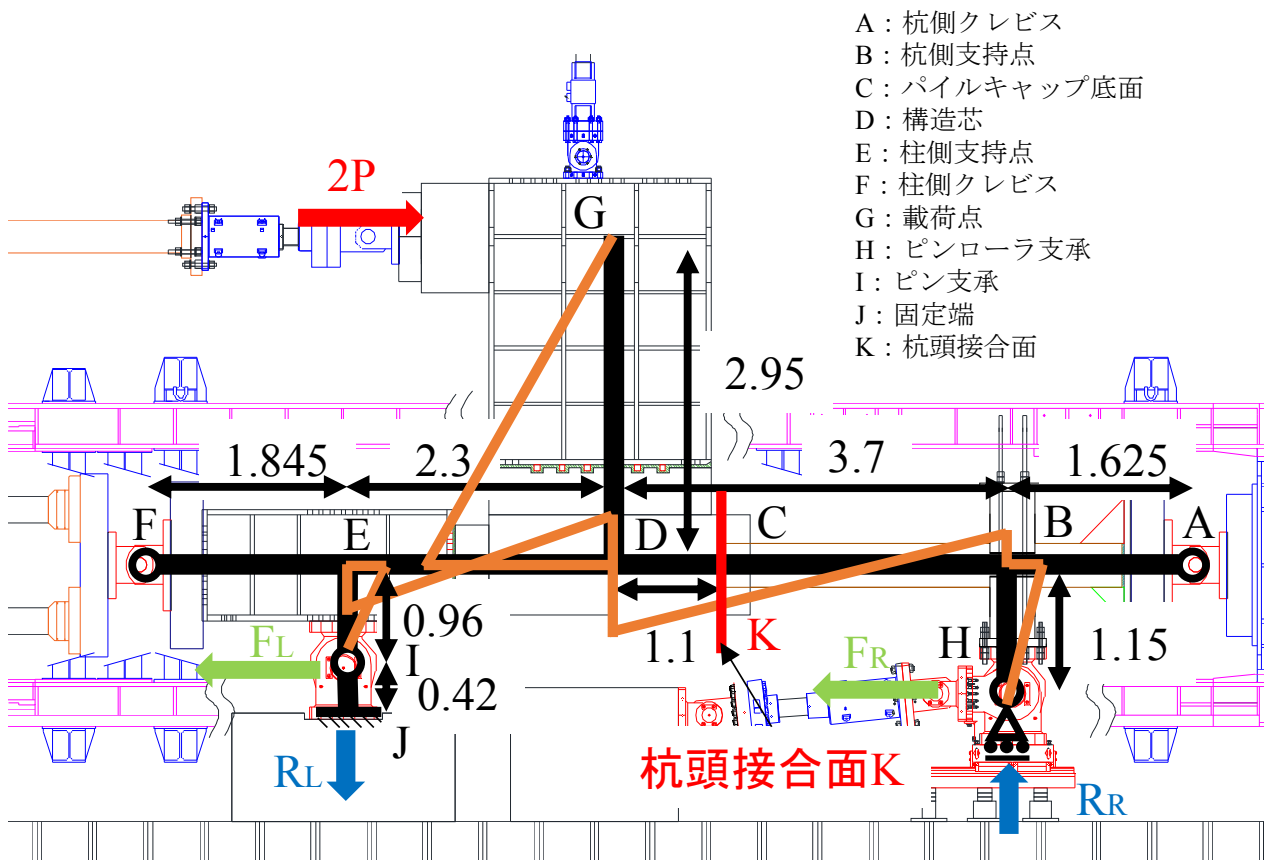 A：杭側クレビス
B：杭側支持点
C：パイルキャップ底面
D：構造芯
E：柱側支持点
F：柱側クレビス
G：載荷点
H：ピンローラ支承
I：ピン支承
J：固定端
K：杭頭接合面
2P
G
2.95
1.845
2.3
3.7
1.625
F
E
D
C
B
A
0.96
1.1
K
H
1.15
FL
I
FR
0.42
J
杭頭接合面K
RL
RR